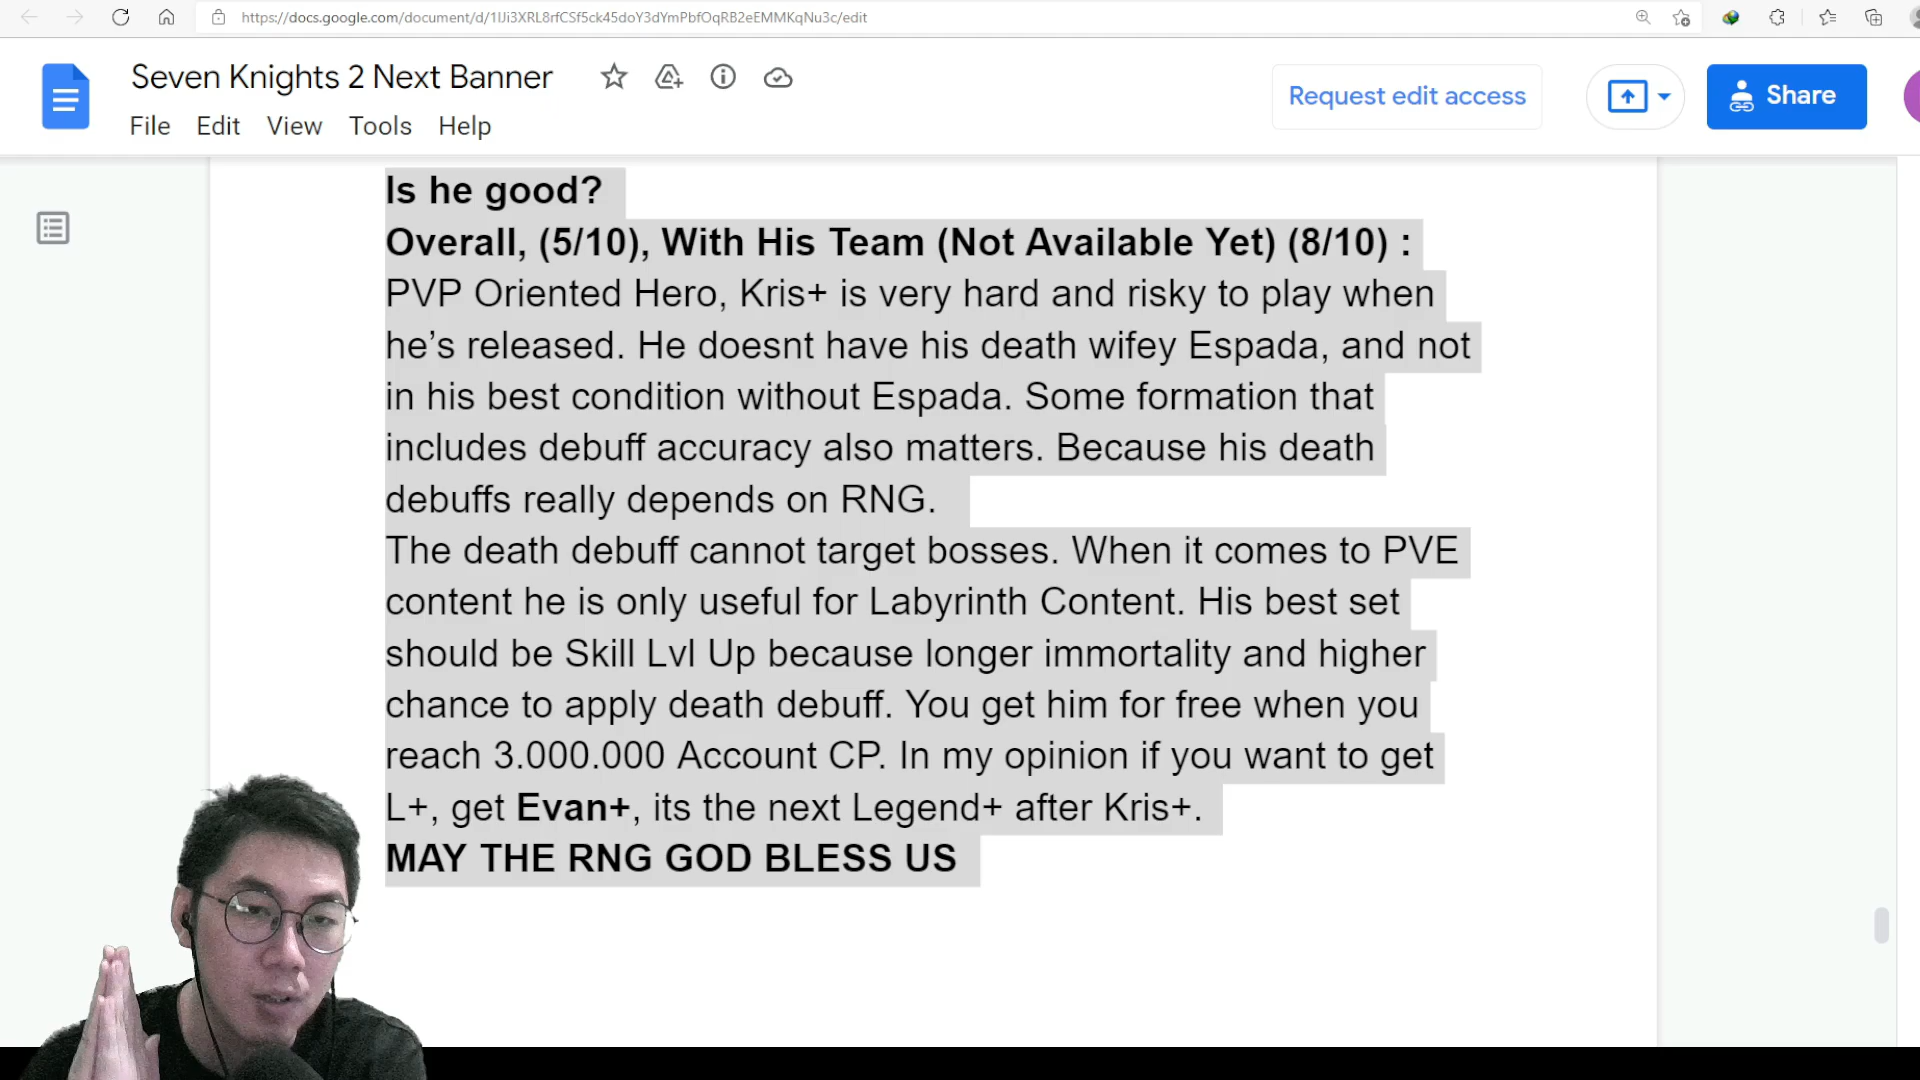 https://docs.google.com/document/d/1IJi3XRL8rfCSf5ck45doY3dYmPbfOqRB2eEMMKqNu3c/edit
Seven Knights 2 Next Banner
File Edit View Tools Help
Request edit access
Share
Is he good?
Overall, (5/10), With His Team (Not Available Yet) (8/10) :
PVP Oriented Hero, Kris+ is very hard and risky to play when
he’s released. He doesnt have his death wifey Espada, and not
in his best condition without Espada. Some formation that
includes debuff accuracy also matters. Because his death
debuffs really depends on RNG.
The death debuff cannot target bosses. When it comes to PVE
content he is only useful for Labyrinth Content. His best set
should be Skill Lvl Up because longer immortality and higher
chance to apply death debuff. You get him for free when you
reach 3.000.000 Account CP. In my opinion if you want to get
L+, get Evan+, its the next Legend+ after Kris+.
MAY THE RNG GOD BLESS US